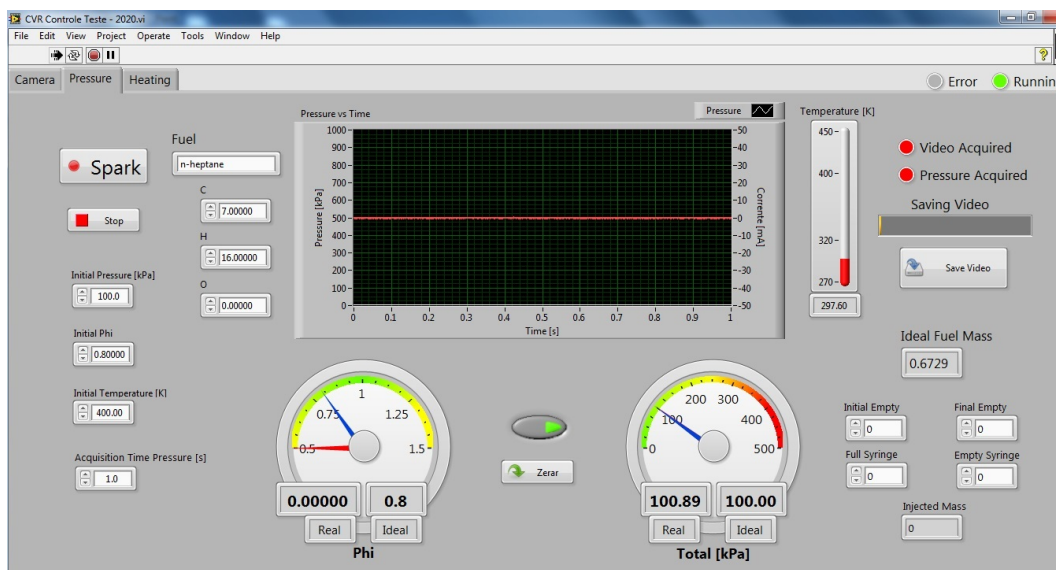 CVR Controle Teste - 2020.vi
File Edit View Project Operate Tools Window Help
Camera Pressure Heating
Error Runnin
Spark
Stop
Fuel
n-heptane
C
7.00000
H
16.00000
O
0.00000
Initial Pressure [kPa]
100.0
Initial Phi
0.80000
Initial Temperature [K]
400.00
Acquisition Time Pressure [s]
1.0
Pressure vs Time
Pressure
1000
900
800
700
600
500
400
300
200
100
0
Pressure [kPa]
50
40
30
20
10
0
-10
-20
-30
-40
-50
Corrente [mA]
0 0.1 0.2 0.3 0.4 0.5 0.6 0.7 0.8 0.9 1
Time [s]
Temperature [K]
450
400
320
270
297.60
Video Acquired
Pressure Acquired
Saving Video
Save Video
Ideal Fuel Mass
0.6729
Initial Empty Final Empty
0 0
Full Syringe Empty Syringe
0 0
Injected Mass
0
0.5 0.75 1 1.25 1.5
0.00000 0.8
Real Ideal
Phi
Zerar
0 100 200 300 400 500
100.89 100.00
Real Ideal
Total [kPa]